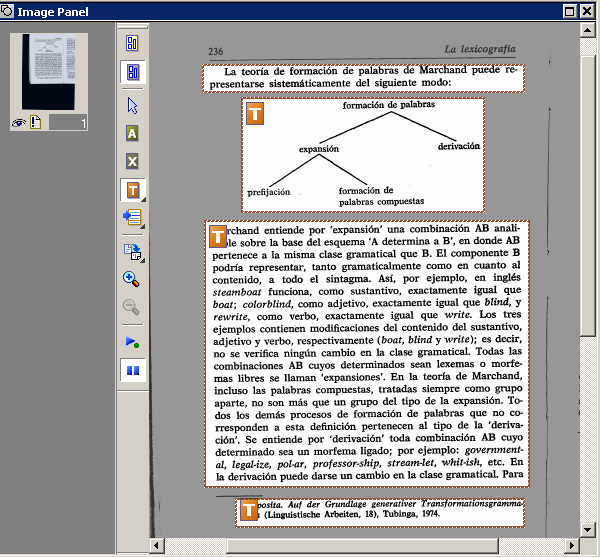 Image Panel
1
236 La lexicografía
La teoría de formación de palabras de Marchand puede re-
presentarse sistemáticamente del siguiente modo:
T
formación de palabras
expansión derivación
prefijación formación de
palabras compuestas
T
rchand entiende por 'expansión' una combinación AB anali-
ble sobre la base del esquema 'A determina a B', en donde AB
pertenece a la misma clase gramatical que B. El componente B
podría representar, tanto gramaticalmente como en cuanto al
contenido, a todo el sintagma. Así, por ejemplo, en inglés
steamboat funciona, como sustantivo, exactamente igual que
boat; colorblind, como adjetivo, exactamente igual que blind, y
rewrite, como verbo, exactamente igual que write. Los tres
ejemplos contienen modificaciones del contenido del sustantivo,
adjetivo y verbo, respectivamente (boat, blind y write); es decir,
no se verifica ningún cambio en la clase gramatical. Todas las
combinaciones AB cuyos determinados sean lexemas o morfe-
mas libres se llaman 'expansiones'. En la teoría de Marchand,
incluso las palabras compuestas, tratadas siempre como grupo
aparte, no son más que un grupo del tipo de la expansión. To-
dos los demás procesos de formación de palabras que no co-
rresponden a esta definición pertenecen al tipo de la 'deriva-
ción'. Se entiende por 'derivación' toda combinación AB cuyo
determinado sea un morfema ligado; por ejemplo: government-
al, legal-ize, pol-ar, professor-ship, stream-let, whit-ish, etc. En
la derivación puede darse un cambio en la clase gramatical. Para
T
posita. Auf der Grundlage generativer Transformationsgramma
(Linguistische Arbeiten, 18), Tubinga, 1974.